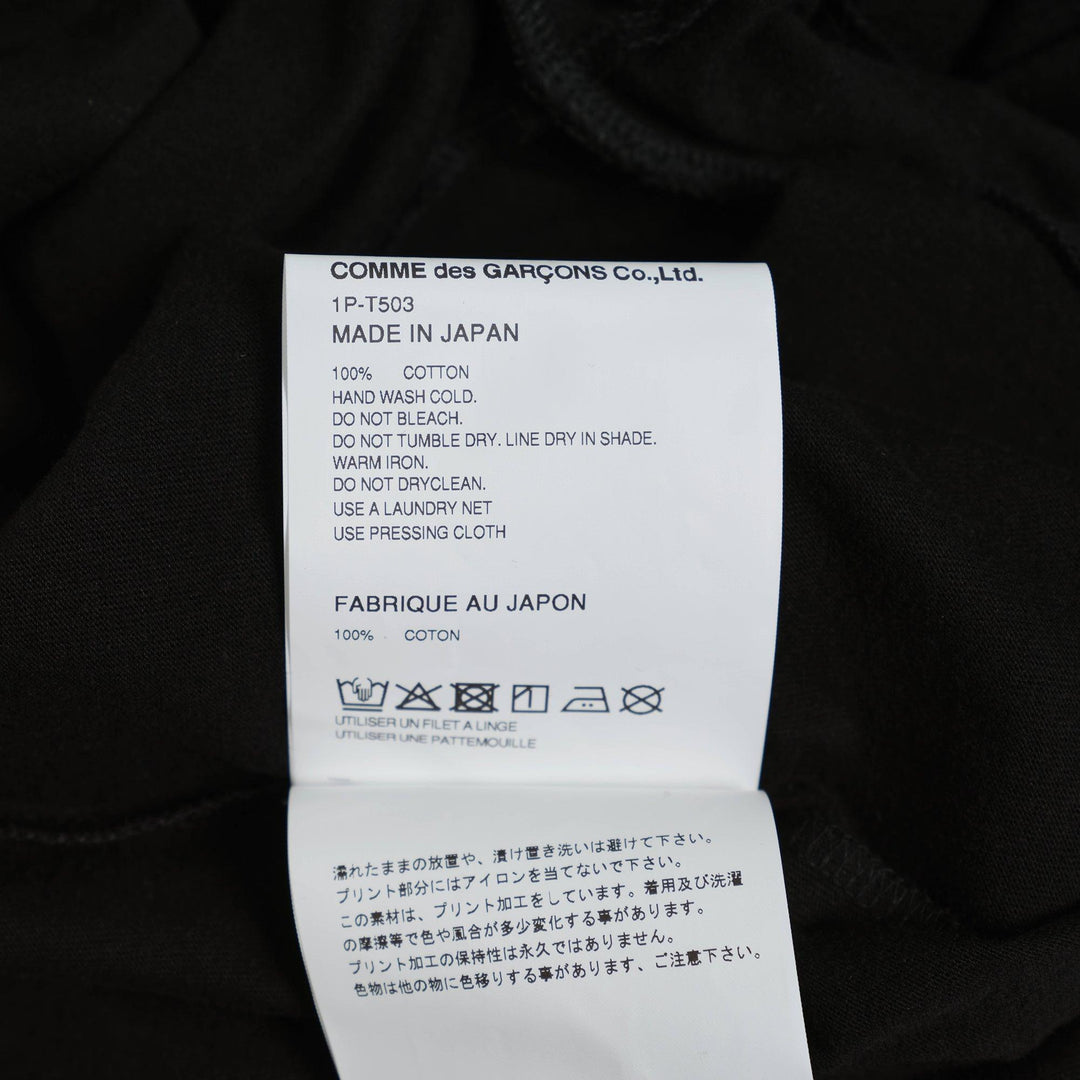 COMME des GARÇONS Co.,Ltd.
1P-T503
MADE IN JAPAN
100% COTTON
HAND WASH COLD.
DO NOT BLEACH.
DO NOT TUMBLE DRY. LINE DRY IN SHADE.
WARM IRON.
DO NOT DRYCLEAN.
USE A LAUNDRY NET
USE PRESSING CLOTH
FABRIQUE AU JAPON
100% COTON
UTILISER UN FILET A LINGE
UTILISER UNE PATTEMOUILLE
濡れたままの放置や、漬け置き洗いは避けて下さい。
プリント部分にはアイロンを当てないで下さい。
この素材は、プリント加工をしています。着用及び洗濯
の摩擦等で色や風合が多少変化する事があります。
プリント加工の保持性は永久ではありません。
色物は他の物に色移りする事があります、ご注意下さい。